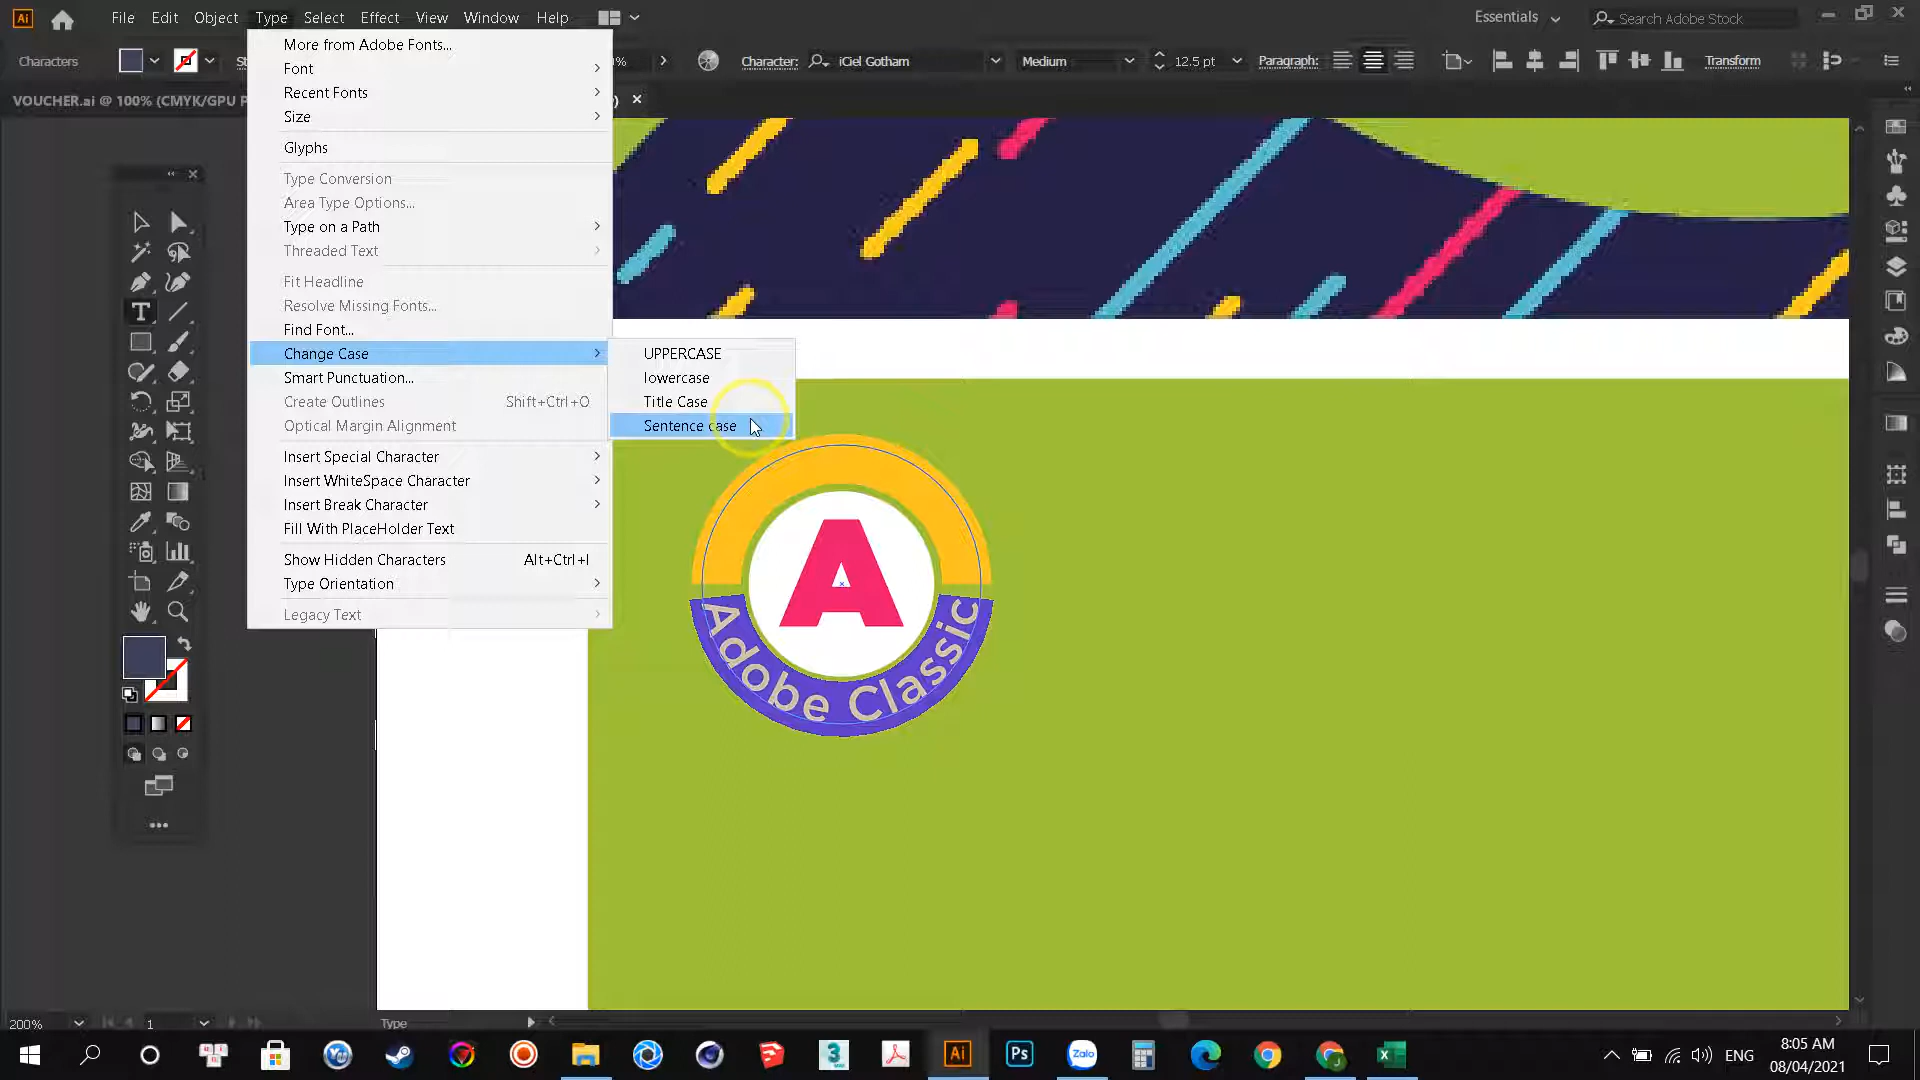 Ai
File Edit Object Type Select Effect View Window Help
Essentials
Search Adobe Stock
Characters
Character:
iCiel Gotham
Medium
12.5 pt
Paragraph:
Transform
VOUCHER.ai @ 100% (CMYK/GPU P
More from Adobe Fonts...
Font
Recent Fonts
Size
Glyphs
Type Conversion
Area Type Options...
Type on a Path
Threaded Text
Fit Headline
Resolve Missing Fonts...
Find Font...
Change Case
Smart Punctuation...
Create Outlines Shift+Ctrl+O
Optical Margin Alignment
Insert Special Character
Insert WhiteSpace Character
Insert Break Character
Fill With PlaceHolder Text
Show Hidden Characters Alt+Ctrl+I
Type Orientation
Legacy Text
UPPERCASE
lowercase
Title Case
Sentence case
A
Adobe Classic
200%
1
Type
Ai
Ps
Zalo
ENG
8:05 AM
08/04/2021